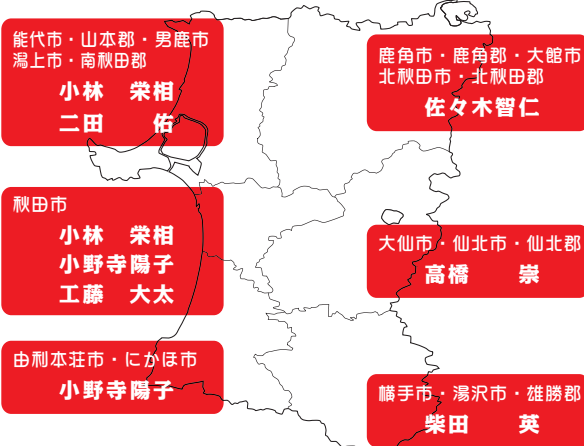 能代市・山本郡・男鹿市
潟上市・南秋田郡
小林　栄相
二田　　佑
鹿角市・鹿角郡・大館市
北秋田市・北秋田郡
佐々木智仁
秋田市
小林　栄相
小野寺陽子
工藤　大太
大仙市・仙北市・仙北郡
高橋　　崇
由利本荘市・にかほ市
小野寺陽子
横手市・湯沢市・雄勝郡
柴田　　英